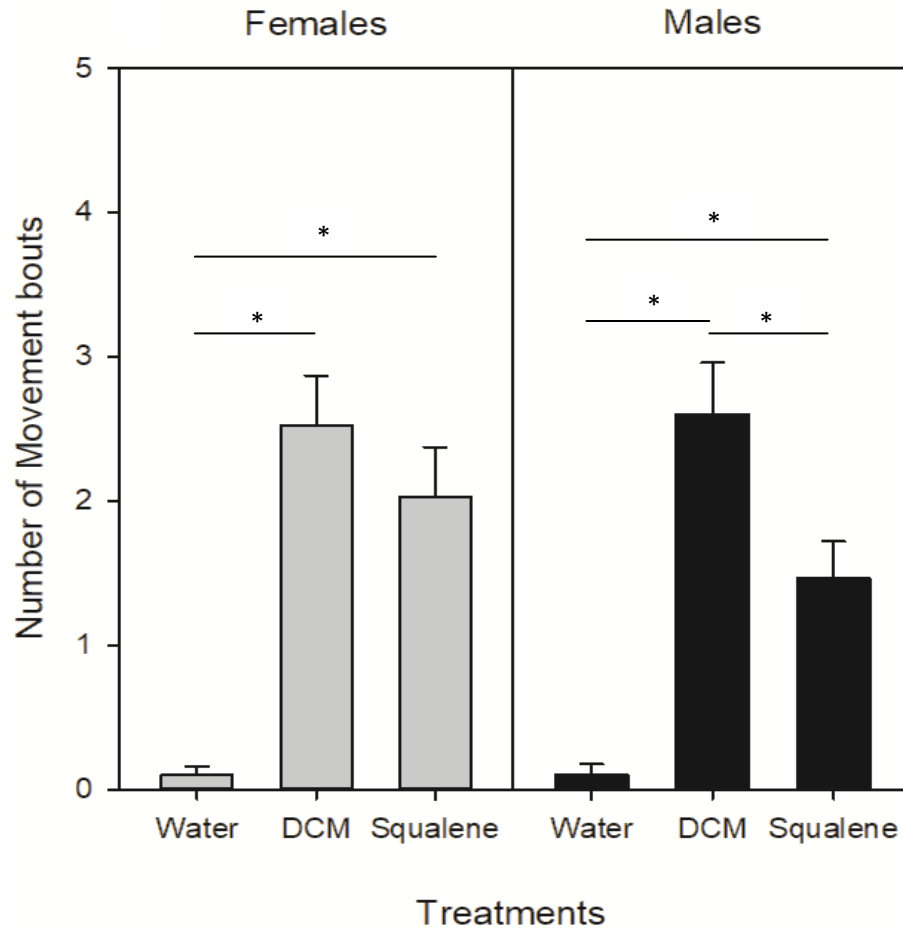 Females Males
5
4
3
2
1
0
Number of Movement bouts
* *
* * *
Water DCM Squalene Water DCM Squalene
Treatments